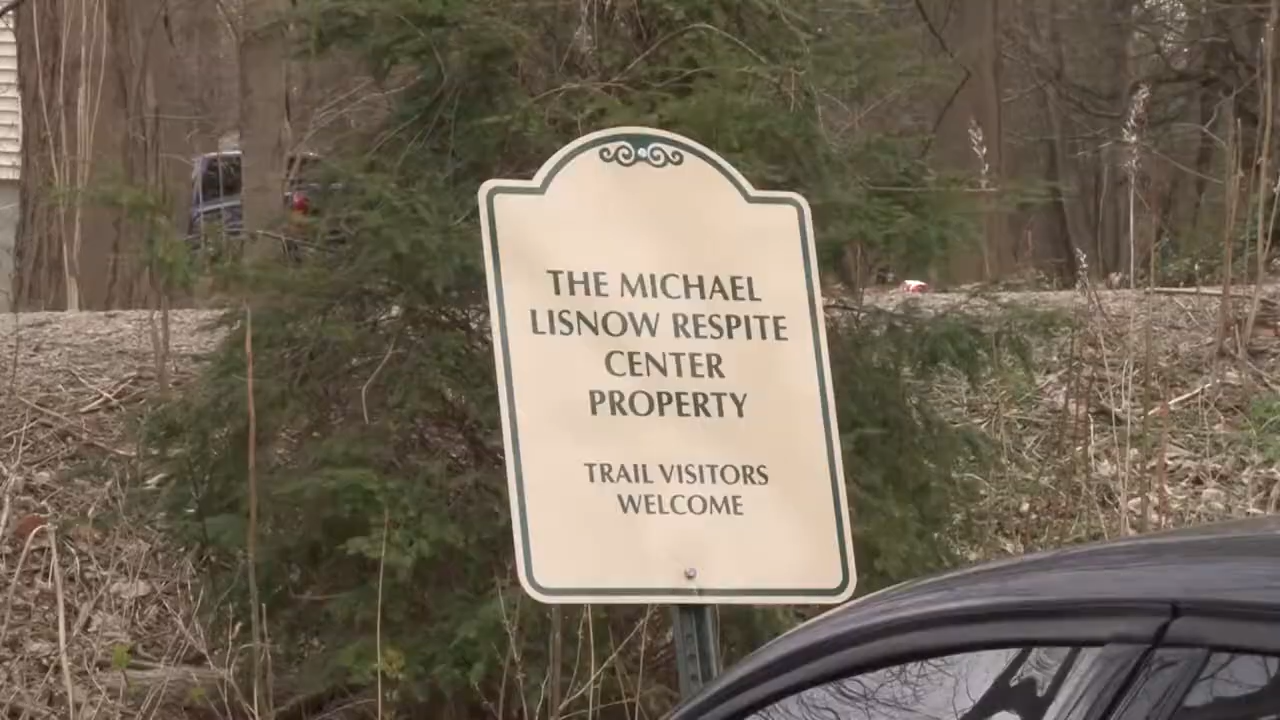 THE MICHAEL
LISNOW RESPITE
CENTER
PROPERTY
TRAIL VISITORS
WELCOME